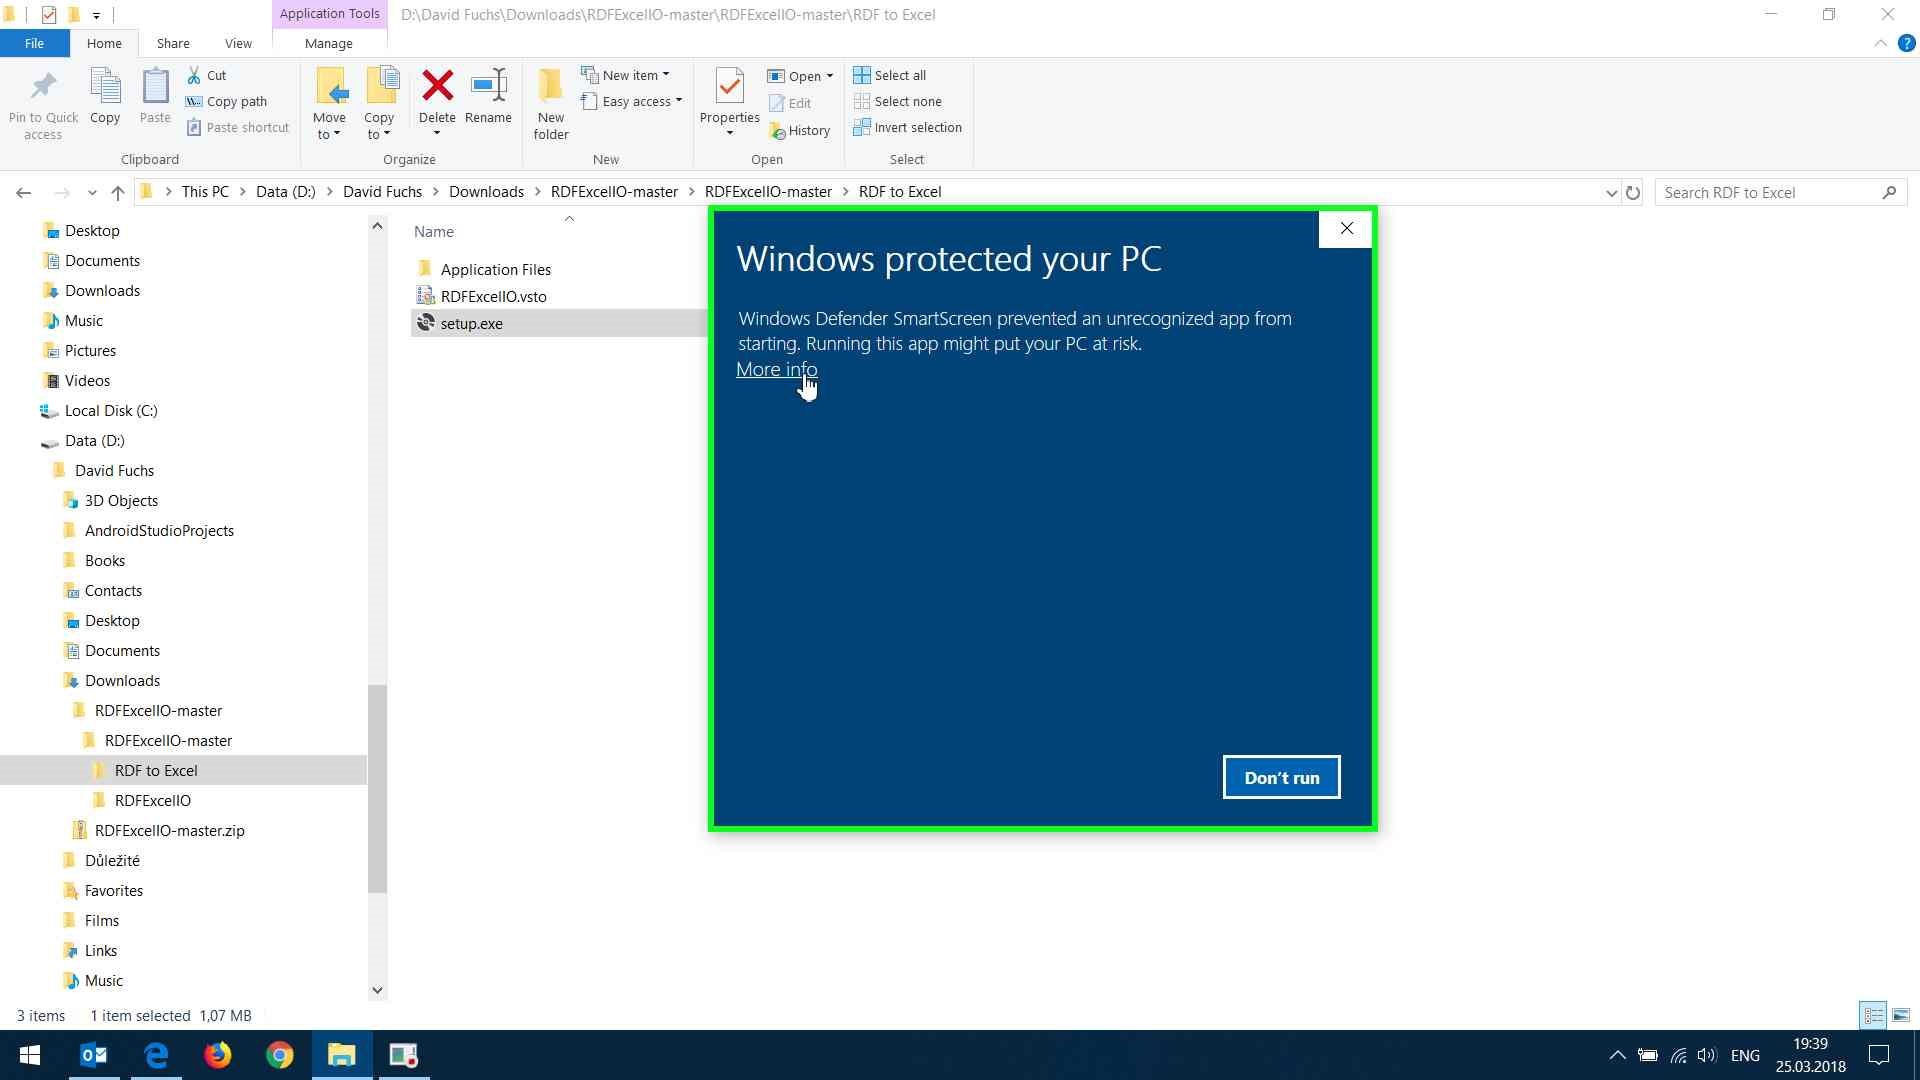 Application Tools
D:\David Fuchs\Downloads\RDFExcelIO-master\RDFExcelIO-master\RDF to Excel
File
Home
Share
View
Manage
Pin to Quick access
Copy
Paste
Cut
Copy path
Paste shortcut
Clipboard
Move to
Copy to
Delete
Rename
Organize
New folder
New item
Easy access
New
Properties
Open
Edit
History
Open
Select all
Select none
Invert selection
Select
This PC > Data (D:) > David Fuchs > Downloads > RDFExcelIO-master > RDFExcelIO-master > RDF to Excel
Search RDF to Excel
Desktop
Documents
Downloads
Music
Pictures
Videos
Local Disk (C:)
Data (D:)
David Fuchs
3D Objects
AndroidStudioProjects
Books
Contacts
Desktop
Documents
Downloads
RDFExcelIO-master
RDFExcelIO-master
RDF to Excel
RDFExcelIO
RDFExcelIO-master.zip
Důležité
Favorites
Films
Links
Music
Name
Application Files
RDFExcelIO.vsto
setup.exe
Windows protected your PC
Windows Defender SmartScreen prevented an unrecognized app from
starting. Running this app might put your PC at risk.
More info
Don't run
3 items 1 item selected 1,07 MB
ENG
19:39
25.03.2018